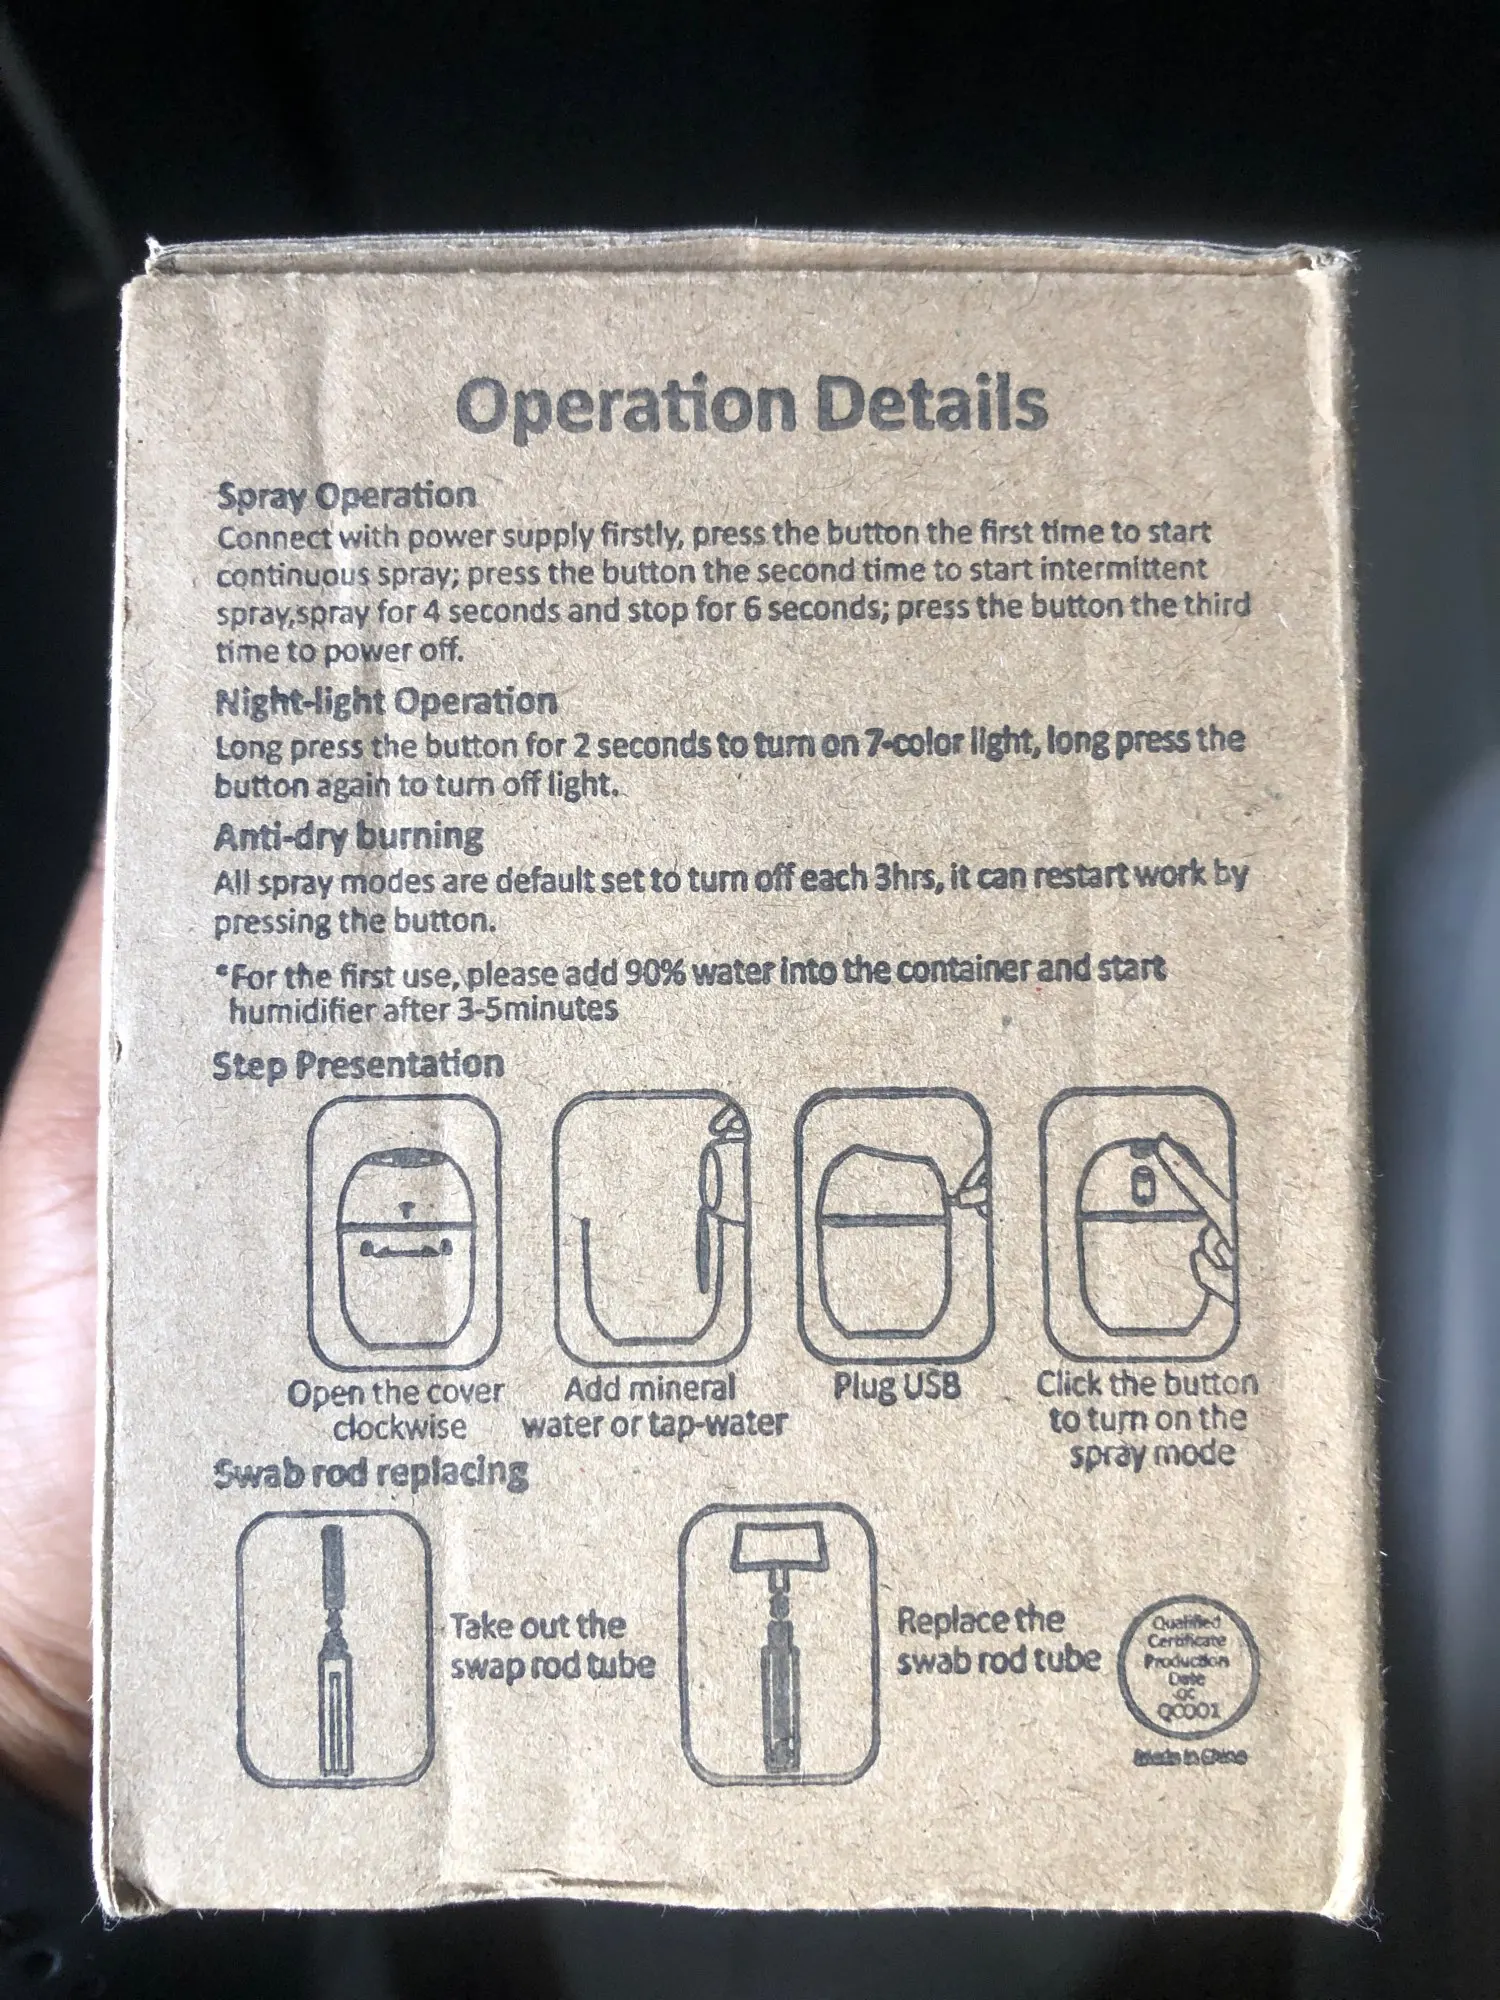 Operation Details
Spray Operation
Connect with power supply firstly, press the button the first time to start
continuous spray; press the button the second time to start intermittent
spray,spray for 4 seconds and stop for 6 seconds; press the button the third
time to power off.
Night-light Operation
Long press the button for 2 seconds to turn on 7-color light, long press the
button again to turn off light.
Anti-dry burning
All spray modes are default set to turn off each 3hrs, it can restart work by
pressing the button.
*For the first use, please add 90% water into the container and start
humidifier after 3-5minutes
Step Presentation
Open the cover
clockwise
Add mineral
water or tap-water
Plug USB
Click the button
to turn on the
spray mode
Swab rod replacing
Take out the
swap rod tube
Replace the
swab rod tube
Qualified
Certificate
Production
Date
QC
QC001
Made In China